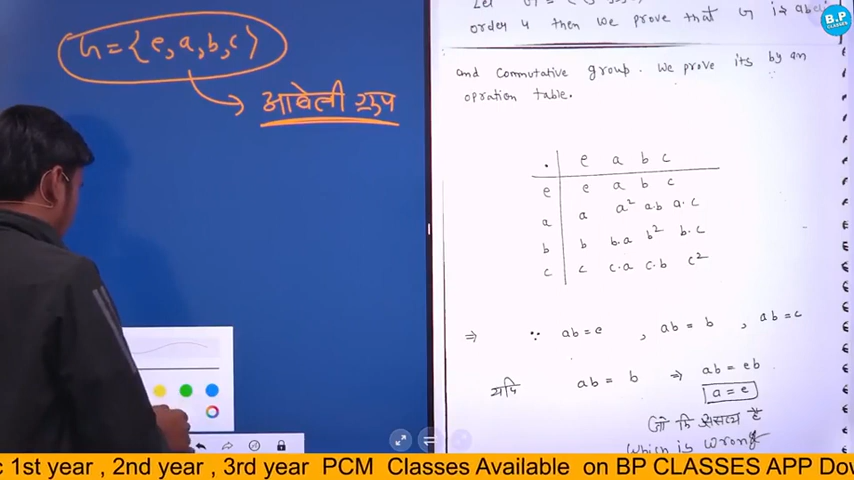 G = {e, a, b, c}
आबेली ग्रुप
order 4 then we prove that G is
B.P
CLASSES
and Commutative group. We prove its by an
opration table.
. e a b c
e e a b c
a a a² a.b a.c
b b b.a b² b.c
c c c.a c.b c²
⇒ ∵ ab = e , ab = b , ab = c
यदि ab = b ⇒ ab = eb
a = e
जो कि असत्य है
which is wrong
c 1st year , 2nd year , 3rd year PCM Classes Available on BP CLASSES APP Dow